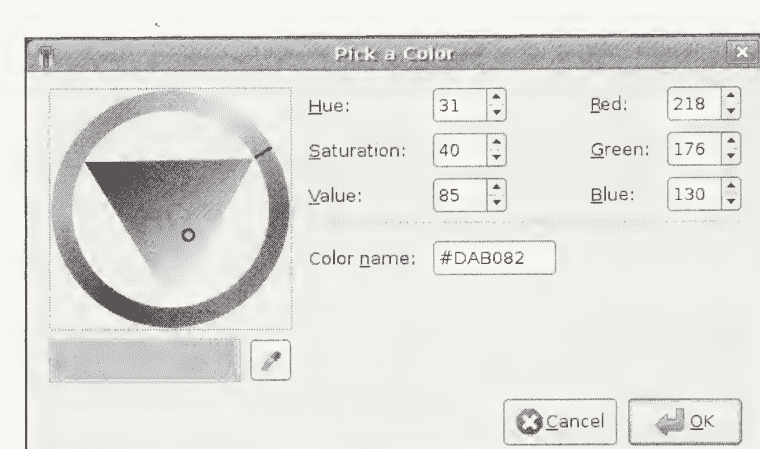 Pick a Color
Hue: 31 Red: 218
Saturation: 40 Green: 176
Value: 85 Blue: 130
Color name: #DAB082
Cancel OK